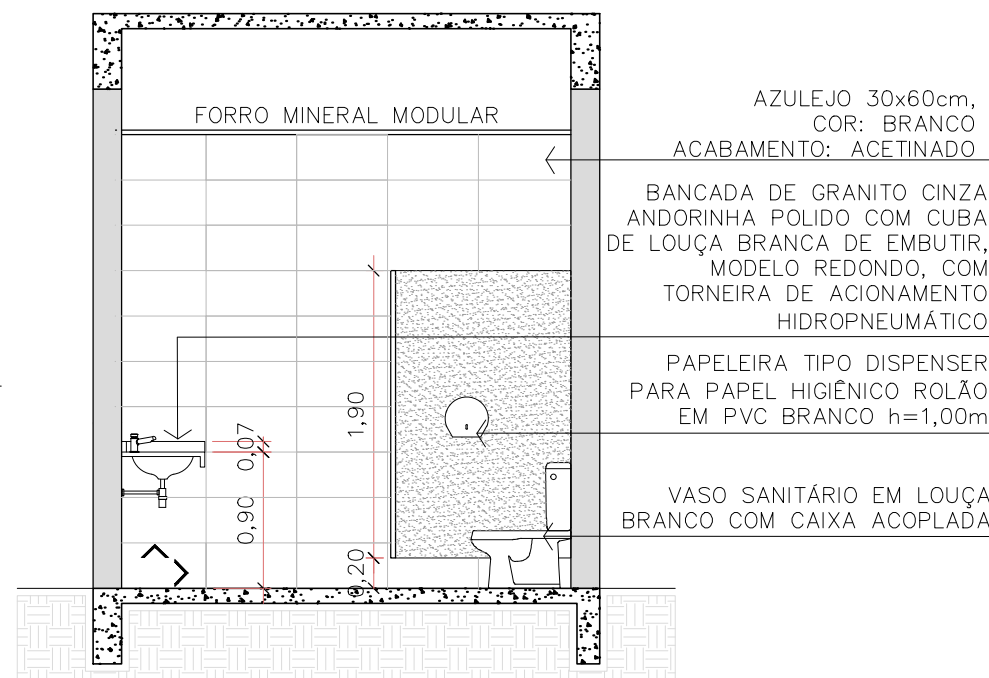 FORRO MINERAL MODULAR
AZULEJO 30x60cm,
COR: BRANCO
ACABAMENTO: ACETINADO
BANCADA DE GRANITO CINZA
ANDORINHA POLIDO COM CUBA
DE LOUÇA BRANCA DE EMBUTIR,
MODELO REDONDO, COM
TORNEIRA DE ACIONAMENTO
HIDROPNEUMÁTICO
PAPELEIRA TIPO DISPENSER
PARA PAPEL HIGIÊNICO ROLÃO
EM PVC BRANCO h=1,00m
VASO SANITÁRIO EM LOUÇA
BRANCO COM CAIXA ACOPLADA
0,07
0,90
1,90
0,20